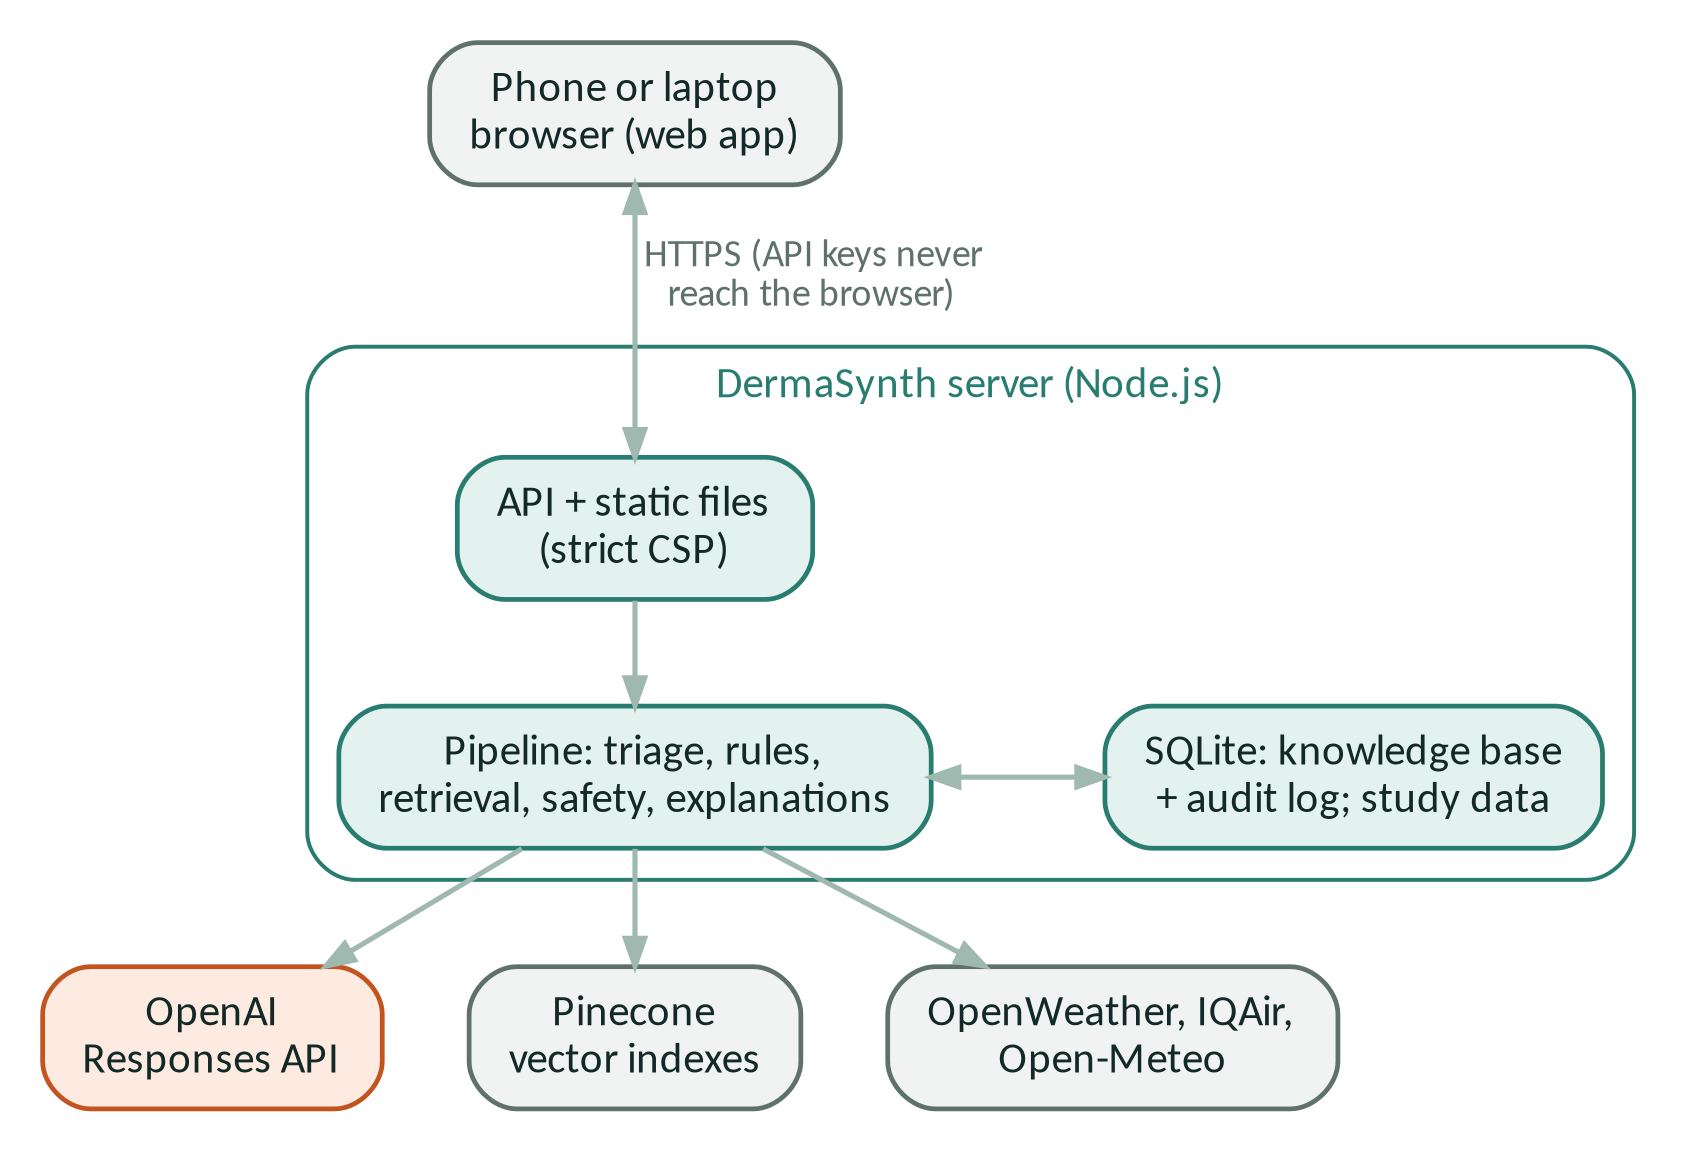 Phone or laptop
browser (web app)
HTTPS (API keys never
reach the browser)
DermaSynth server (Node.js)
API + static files
(strict CSP)
Pipeline: triage, rules,
retrieval, safety, explanations
SQLite: knowledge base
+ audit log; study data
OpenAI
Responses API
Pinecone
vector indexes
OpenWeather, IQAir,
Open-Meteo